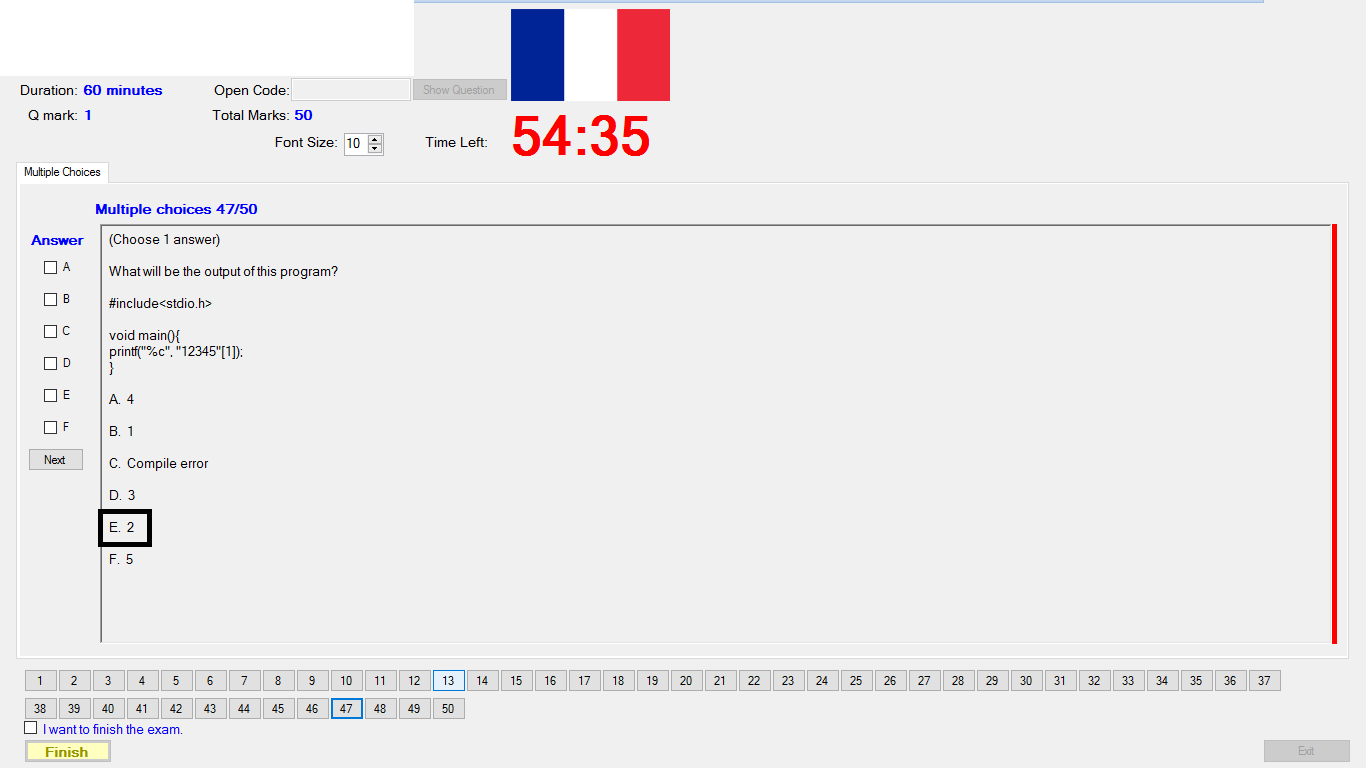 Duration: 60 minutes
Open Code:
Show Question
Q mark: 1
Total Marks: 50
Font Size: 10
Time Left: 54:35
Multiple Choices
Multiple choices 47/50
Answer
A
B
C
D
E
F
Next
(Choose 1 answer)
What will be the output of this program?
#include<stdio.h>
void main(){
printf("%c", "12345"[1]);
}
A. 4
B. 1
C. Compile error
D. 3
E. 2
F. 5
1 2 3 4 5 6 7 8 9 10 11 12 13 14 15 16 17 18 19 20 21 22 23 24 25 26 27 28 29 30 31 32 33 34 35 36 37
38 39 40 41 42 43 44 45 46 47 48 49 50
I want to finish the exam.
Finish
Exit